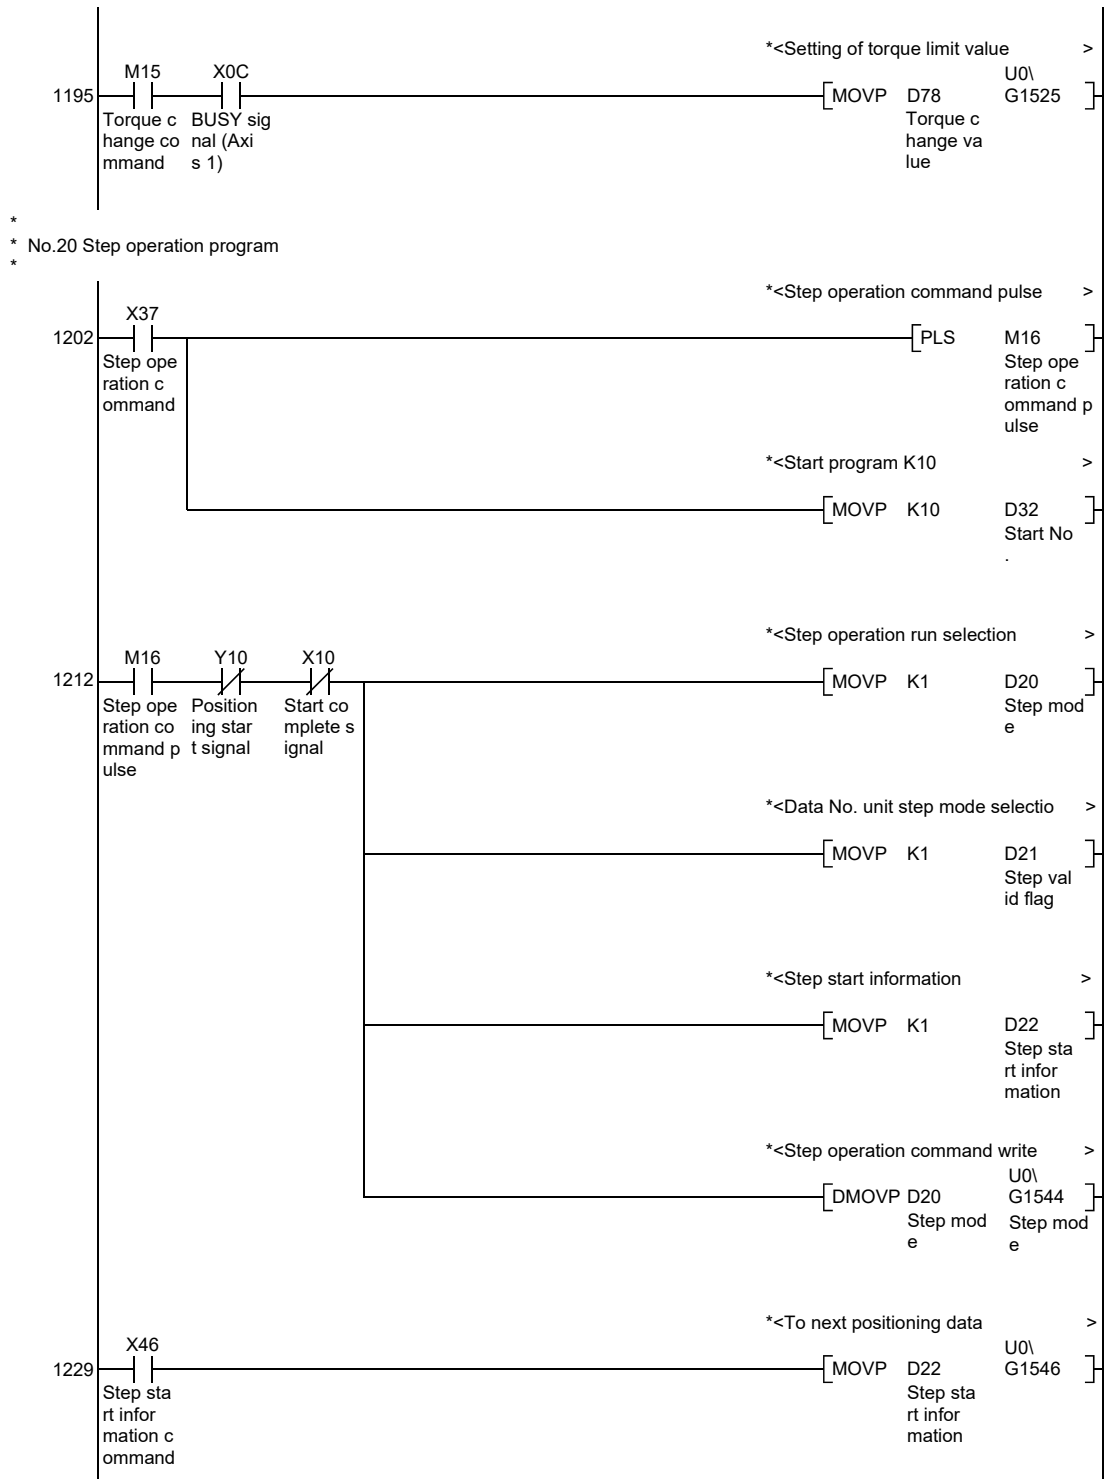 *<Setting of torque limit value >
M15 X0C U0\
1195 [MOVP D78 G1525 ]
Torque c BUSY sig Torque c
hange co nal (Axi hange va
mmand s 1) lue
*
* No.20 Step operation program
*
*<Step operation command pulse >
X37
1202 [PLS M16 ]
Step ope Step ope
ration c ration c
ommand ommand p
ulse
*<Start program K10 >
[MOVP K10 D32 ]
Start No
.
*<Step operation run selection >
M16 Y10 X10
1212 [MOVP K1 D20 ]
Step ope Position Start co Step mod
ration co ing star mplete s e
mmand p t signal ignal
ulse
*<Data No. unit step mode selectio >
[MOVP K1 D21 ]
Step val
id flag
*<Step start information >
[MOVP K1 D22 ]
Step sta
rt infor
mation
*<Step operation command write >
U0\
[DMOVP D20 G1544 ]
Step mod Step mod
e e
*<To next positioning data >
X46 U0\
1229 [MOVP D22 G1546 ]
Step sta Step sta
rt infor rt infor
mation c mation
ommand